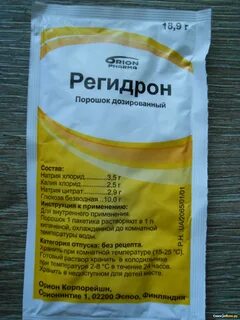 18,9 г
ORION
PHARMA
Регидрон
Порошок дозированный
Состав:
Натрия хлорид 3,5 г
Калия хлорид 2,5 г
Натрия цитрат 2,9 г
Глюкоза безводная 10,0 г
Инструкция к применению:
Для внутреннего применения.
Порошок 1 пакетика растворяют в 1 л
кипяченой, охлажденной до комнатной
температуры воды.
Категория отпуска: без рецепта.
Хранить при комнатной температуре (15-25 °C).
Готовый раствор хранить в холодильнике
при температуре 2-8 °C в течение 24 часов.
Хранить в недоступном для детей месте.
Орион Корпорейшн,
Орионинтие 1, 02200 Эспоо, Финляндия